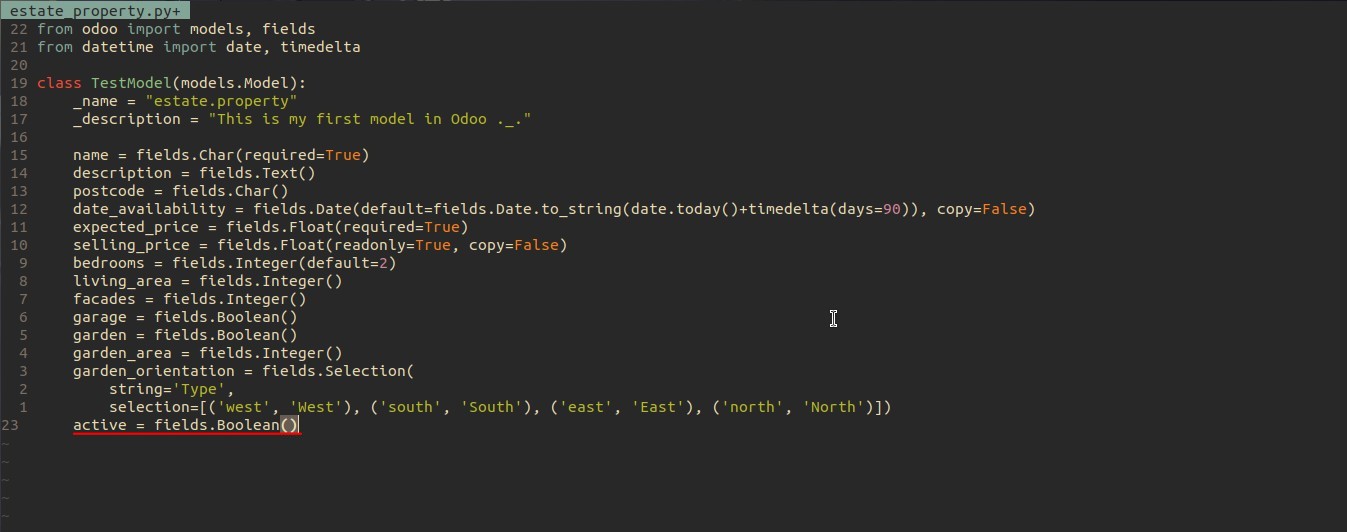 estate_property.py+
22 from odoo import models, fields
21 from datetime import date, timedelta
20
19 class TestModel(models.Model):
18     _name = "estate.property"
17     _description = "This is my first model in Odoo ._."
16
15     name = fields.Char(required=True)
14     description = fields.Text()
13     postcode = fields.Char()
12     date_availability = fields.Date(default=fields.Date.to_string(date.today()+timedelta(days=90)), copy=False)
11     expected_price = fields.Float(required=True)
10     selling_price = fields.Float(readonly=True, copy=False)
9     bedrooms = fields.Integer(default=2)
8     living_area = fields.Integer()
7     facades = fields.Integer()
6     garage = fields.Boolean()
5     garden = fields.Boolean()
4     garden_area = fields.Integer()
3     garden_orientation = fields.Selection(
2         string='Type',
1         selection=[('west', 'West'), ('south', 'South'), ('east', 'East'), ('north', 'North')])
23     active = fields.Boolean()
~
~
~
~
~